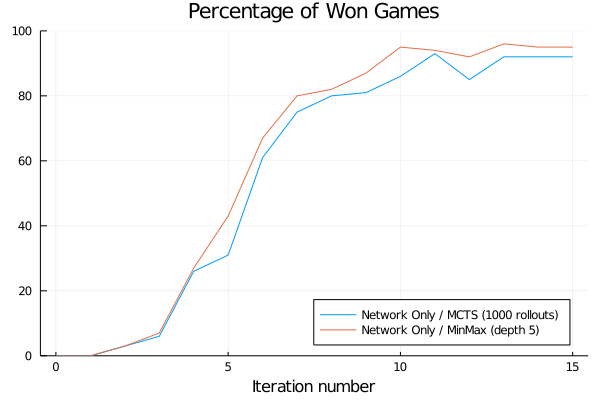 Percentage of Won Games
100
80
60
40
20
0
0 5 10 15
Network Only / MCTS (1000 rollouts)
Network Only / MinMax (depth 5)
Iteration number